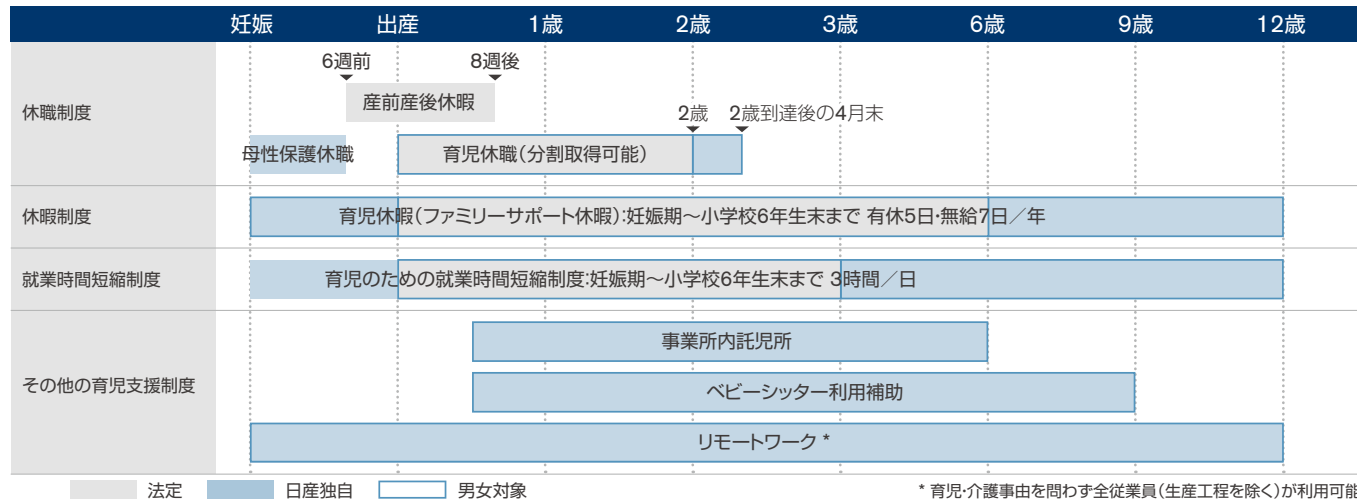 妊娠 出産 1歳 2歳 3歳 6歳 9歳 12歳
6週前 8週後
産前産後休暇
休職制度
2歳 2歳到達後の4月末
母性保護休職 育児休職(分割取得可能)
休暇制度 育児休暇(ファミリーサポート休暇):妊娠期～小学校6年生末まで 有休5日・無給7日／年
就業時間短縮制度 育児のための就業時間短縮制度:妊娠期～小学校6年生末まで 3時間／日
事業所内託児所
その他の育児支援制度 ベビーシッター利用補助
リモートワーク *
法定 日産独自 男女対象 * 育児・介護事由を問わず全従業員(生産工程を除く)が利用可能